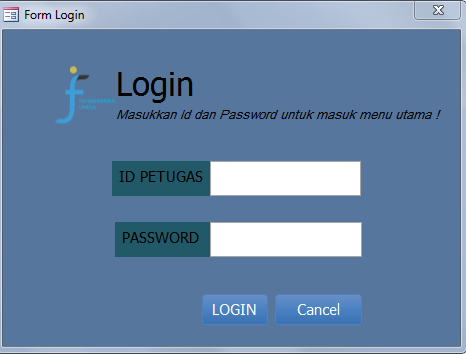 Form Login
Login
Masukkan Id dan Password untuk masuk menu utama !
ID PETUGAS
PASSWORD
LOGIN Cancel